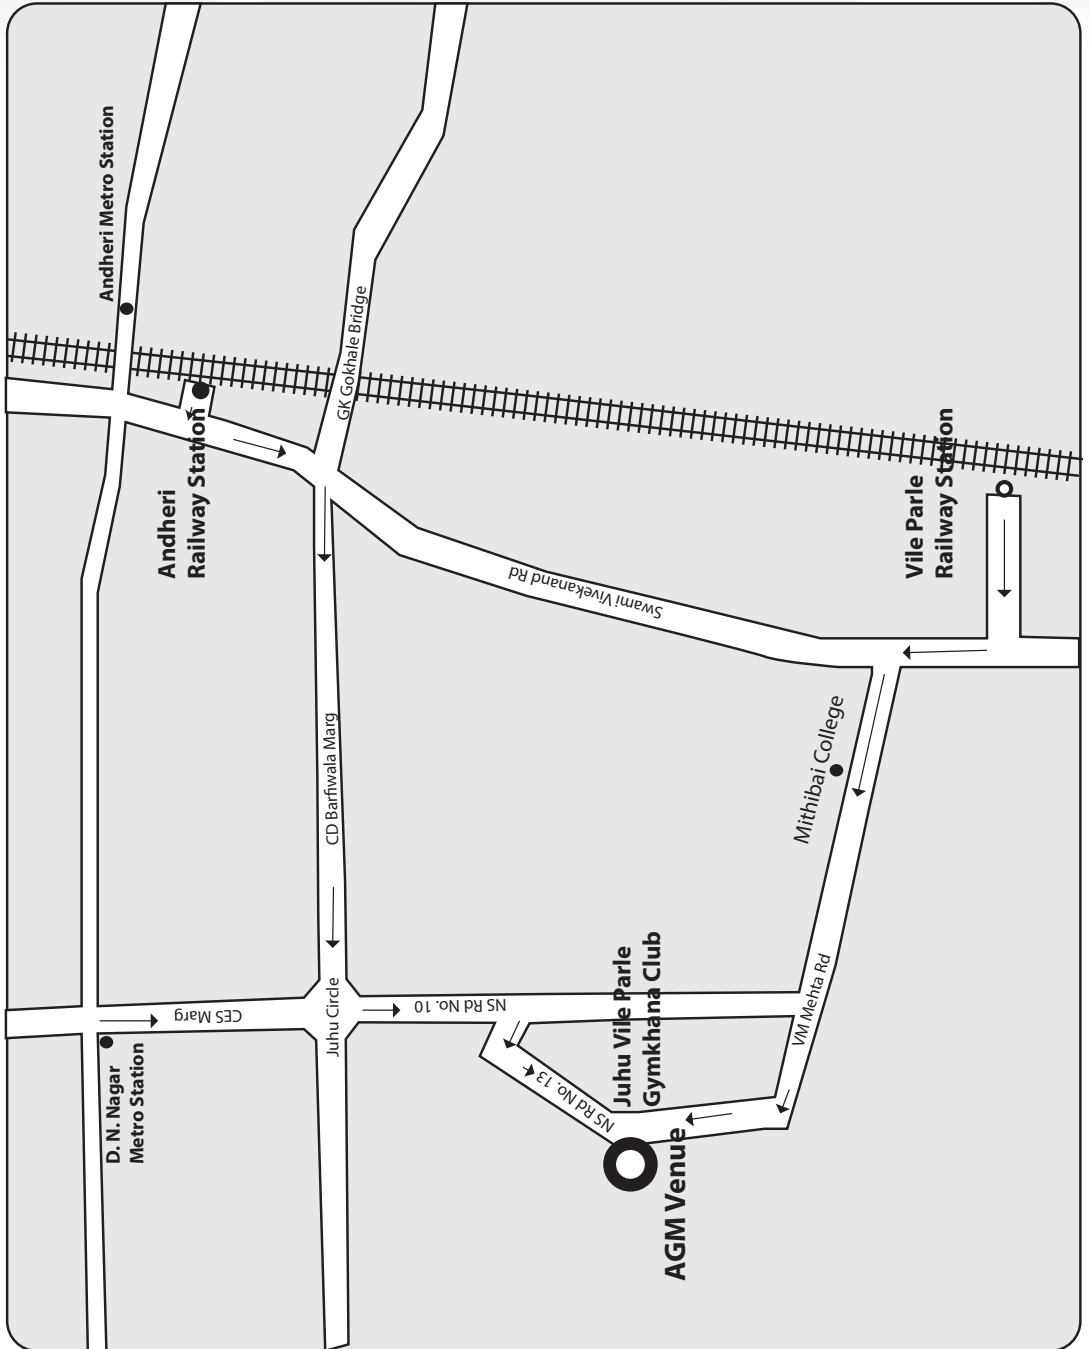 Andheri Metro Station
GK Gokhale Bridge
Andheri
Railway Station
Vile Parle
Railway Station
Swami Vivekanand Rd
CD Barfiwala Marg
Mithibai College
Juhu Vile Parle
Gymkhana Club
VM Mehta Rd
CES Marg
Juhu Circle
NS Rd No. 10
D. N. Nagar
Metro Station
NS Rd No. 13
AGM Venue